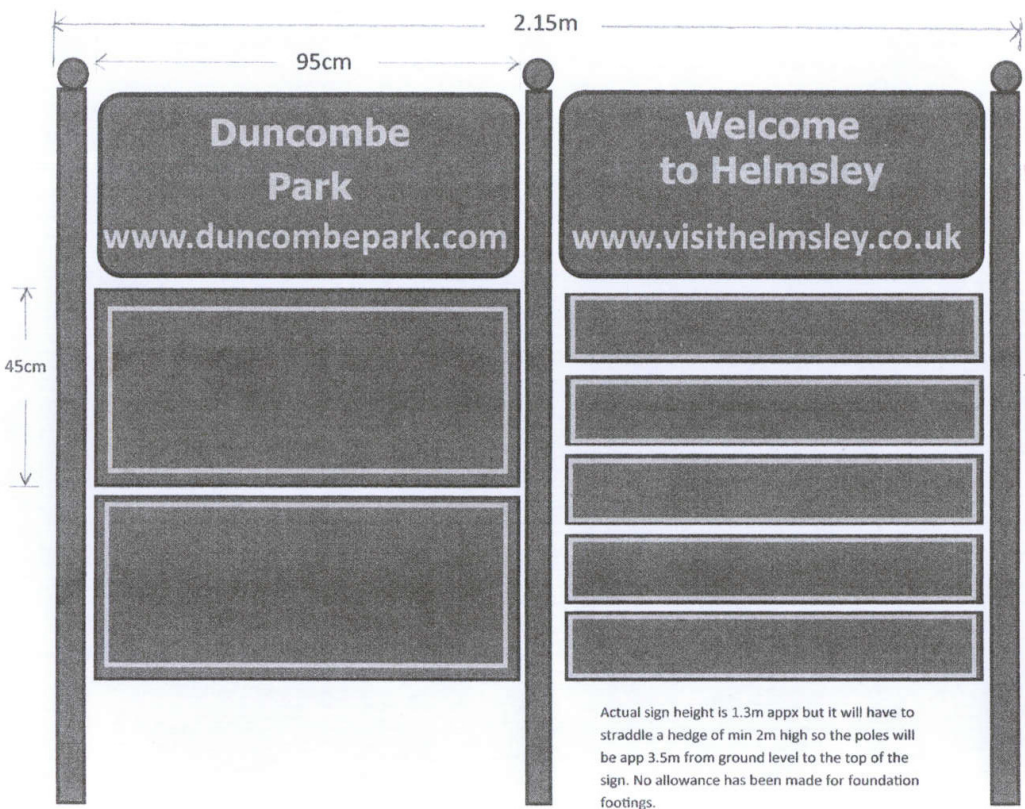 2.15m
95cm
Duncombe
Park
www.duncombepark.com
Welcome
to Helmsley
www.visithelmsley.co.uk
45cm
Actual sign height is 1.3m appx but it will have to
straddle a hedge of min 2m high so the poles will
be app 3.5m from ground level to the top of the
sign. No allowance has been made for foundation
footings.